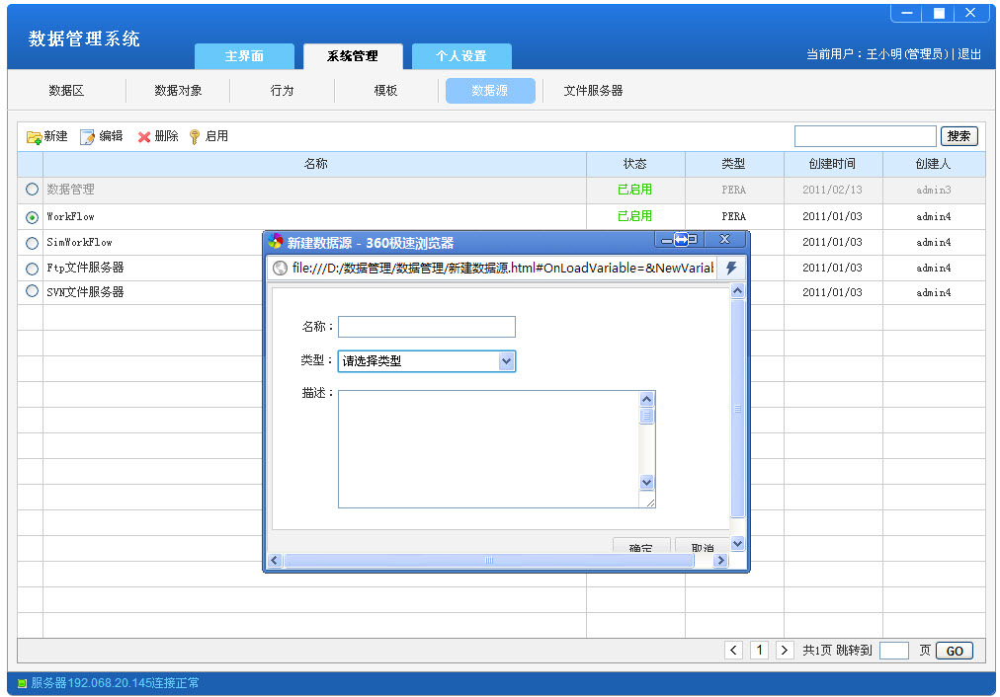 数据管理系统
主界面 系统管理 个人设置
当前用户：王小明(管理员)| 退出
数据区 数据对象 行为 模板 数据源 文件服务器
新建 编辑 删除 启用 搜索
名称 状态 类型 创建时间 创建人
数据管理 已启用 PERA 2011/02/13 admin3
WorkFlow 已启用 PERA 2011/01/03 admin4
SimWorkFlow 2011/01/03 admin4
Ftp文件服务器 2011/01/03 admin4
SVN文件服务器 2011/01/03 admin4
新建数据源 - 360极速浏览器
file:///D:/数据管理/数据管理/新建数据源.html#OnLoadVariable=&NewVariab
名称：
类型： 请选择类型
描述：
确定 取消
< 1 > 共1页 跳转到 页 GO
服务器192.068.20.145连接正常